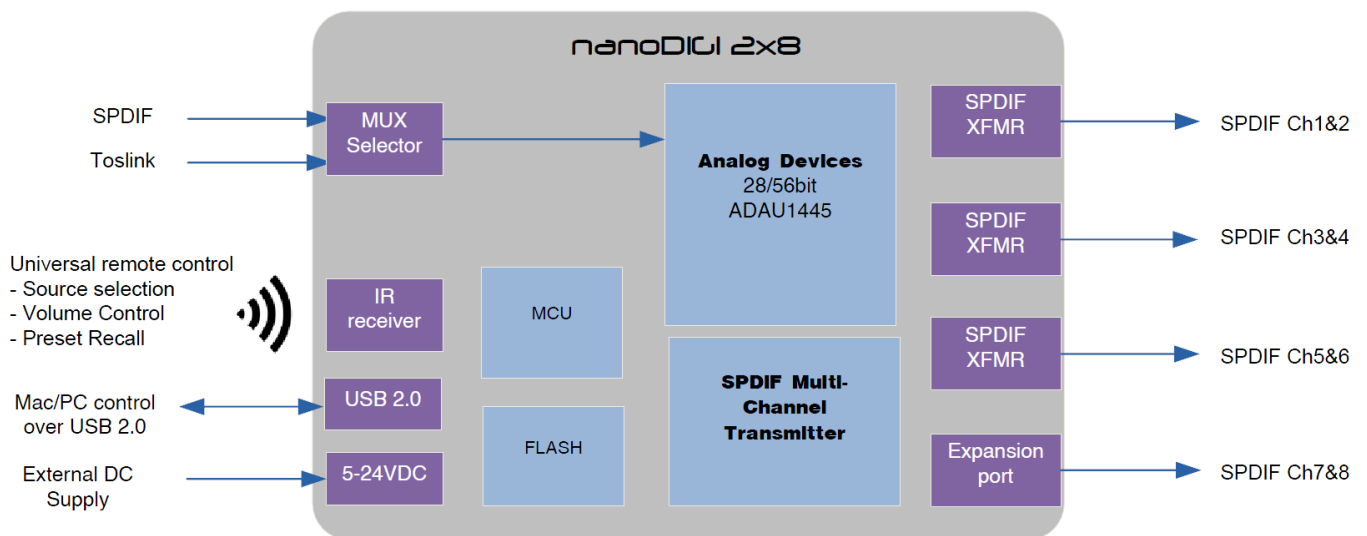 nanoDIGI 2x8
SPDIF
Toslink
MUX
Selector
Analog Devices
28/56bit
ADAU1445
SPDIF
XFMR
SPDIF Ch1&2
SPDIF
XFMR
SPDIF Ch3&4
Universal remote control
- Source selection
- Volume Control
- Preset Recall
IR
receiver
MCU
SPDIF
XFMR
SPDIF Ch5&6
Mac/PC control
over USB 2.0
USB 2.0
SPDIF Multi-
Channel
Transmitter
FLASH
External DC
Supply
5-24VDC
Expansion
port
SPDIF Ch7&8